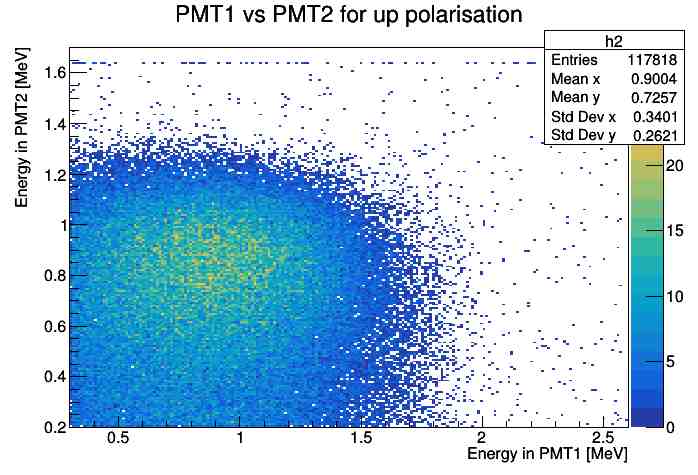 PMT1 vs PMT2 for up polarisation
h2
Entries 117818
Mean x 0.9004
Mean y 0.7257
Std Dev x 0.3401
Std Dev y 0.2621
Energy in PMT2 [MeV]
1.6
1.4
1.2
1
0.8
0.6
0.4
0.2
0.5 1 1.5 2 2.5
Energy in PMT1 [MeV]
20
15
10
5
0